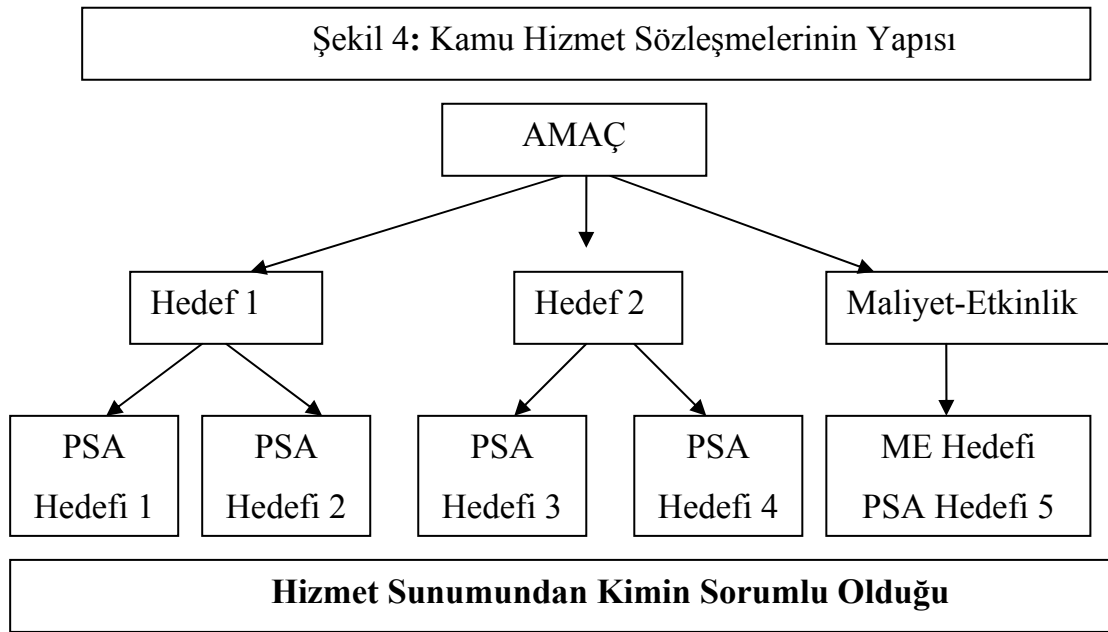 Şekil 4: Kamu Hizmet Sözleşmelerinin Yapısı
AMAÇ
Hedef 1
Hedef 2
Maliyet-Etkinlik
PSA
Hedefi 1
PSA
Hedefi 2
PSA
Hedefi 3
PSA
Hedefi 4
ME Hedefi
PSA Hedefi 5
Hizmet Sunumundan Kimin Sorumlu Olduğu